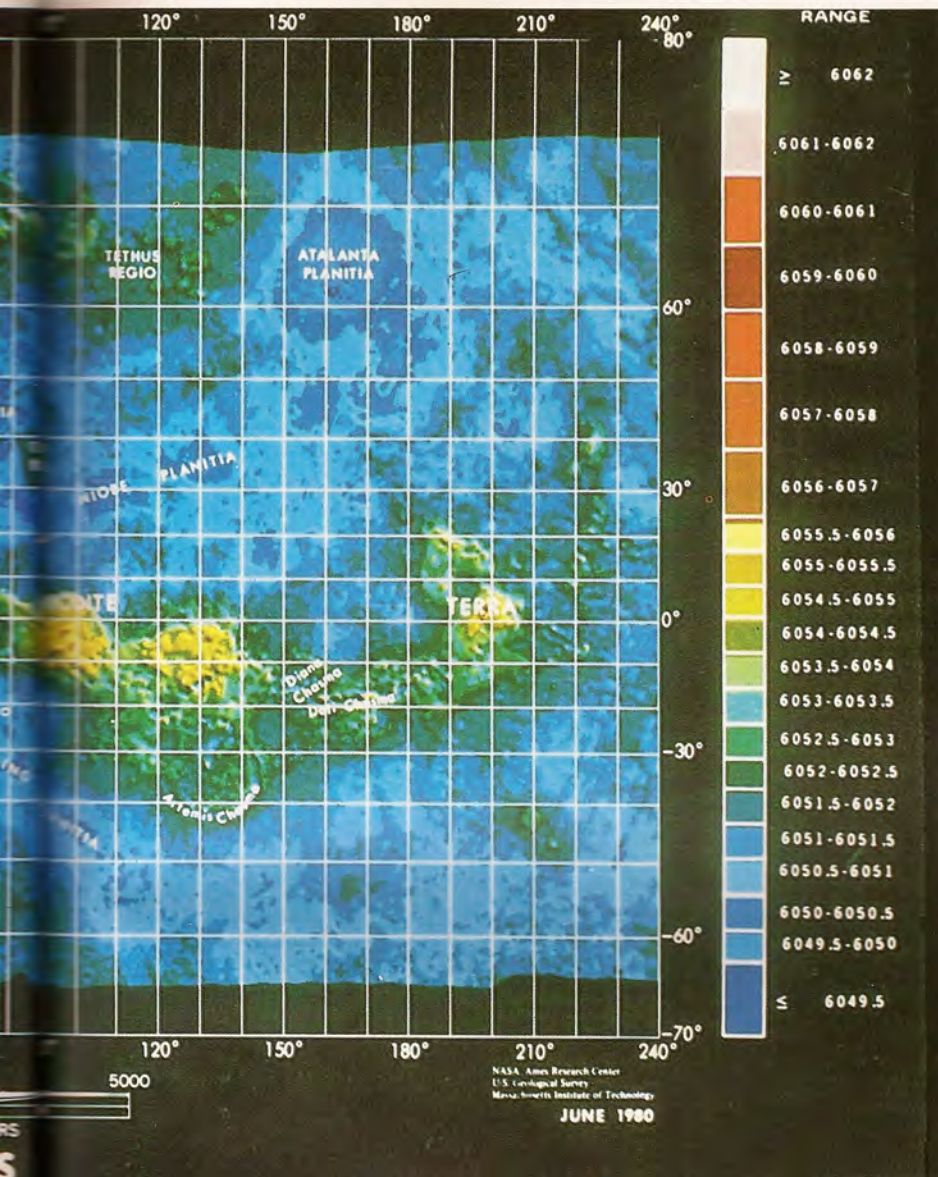 120° 150° 180° 210° 240°
80°
RANGE
≥ 6062
6061-6062
6060-6061
6059-6060
6058-6059
6057-6058
6056-6057
6055.5-6056
6055-6055.5
6054.5-6055
6054-6054.5
6053.5-6054
6053-6053.5
6052.5-6053
6052-6052.5
6051.5-6052
6051-6051.5
6050.5-6051
6050-6050.5
6049.5-6050
≤ 6049.5
TETHUS
REGIO
ATALANTA
PLANITIA
60°
NIOBE PLANITIA
30°
TERRA
0°
Diana
Chasma
Dali Chasma
-30°
Artemis Chasma
-60°
-70°
120° 150° 180° 210° 240°
5000
RS
S
NASA Ames Research Center
U.S. Geological Survey
Massachusetts Institute of Technology
JUNE 1980